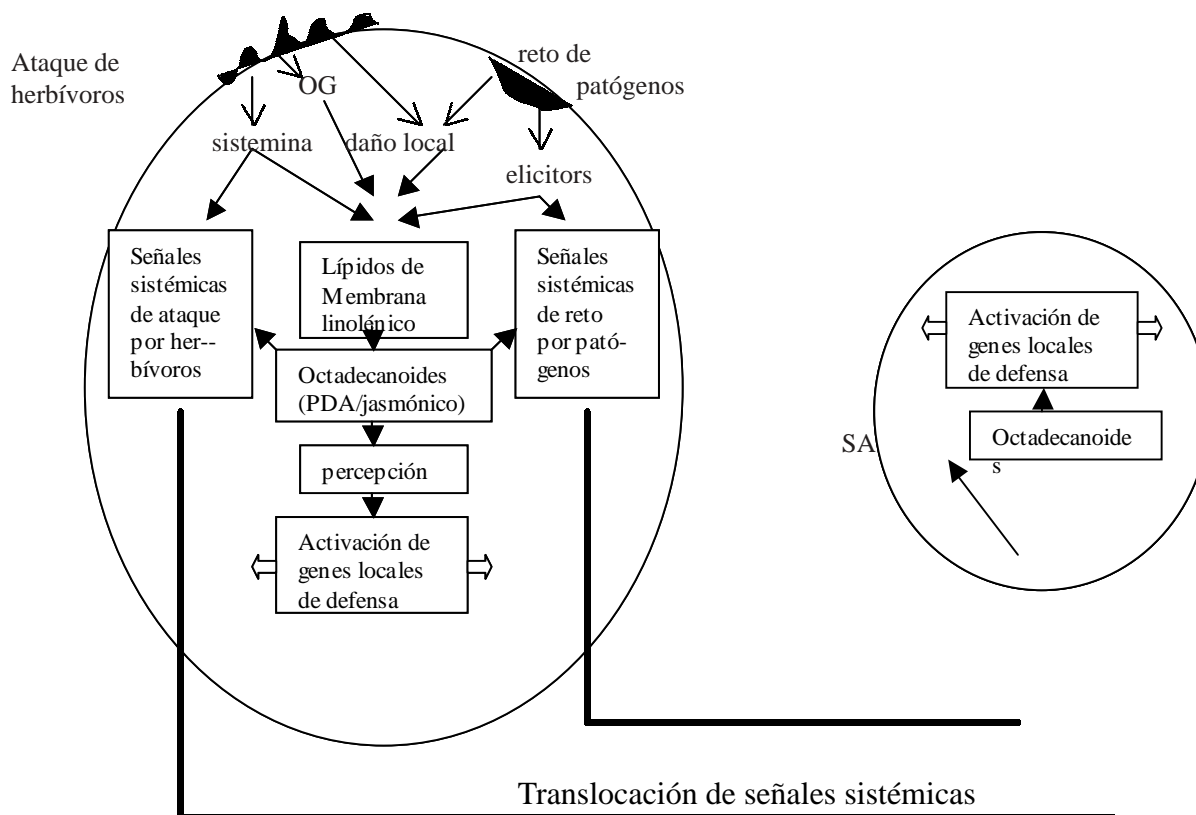 Ataque de
herbívoros
OG
reto de
patógenos
sistemina
daño local
elicitors
Señales
sistémicas
de ataque
por her--
bívoros
Lípidos de
Membrana
linolénico
Señales
sistémicas
de reto
por pató-
genos
Octadecanoides
(PDA/jasmónico)
percepción
Activación de
genes locales
de defensa
Activación de
genes locales
de defensa
SA
Octadecanoide
s
Translocación de señales sistémicas